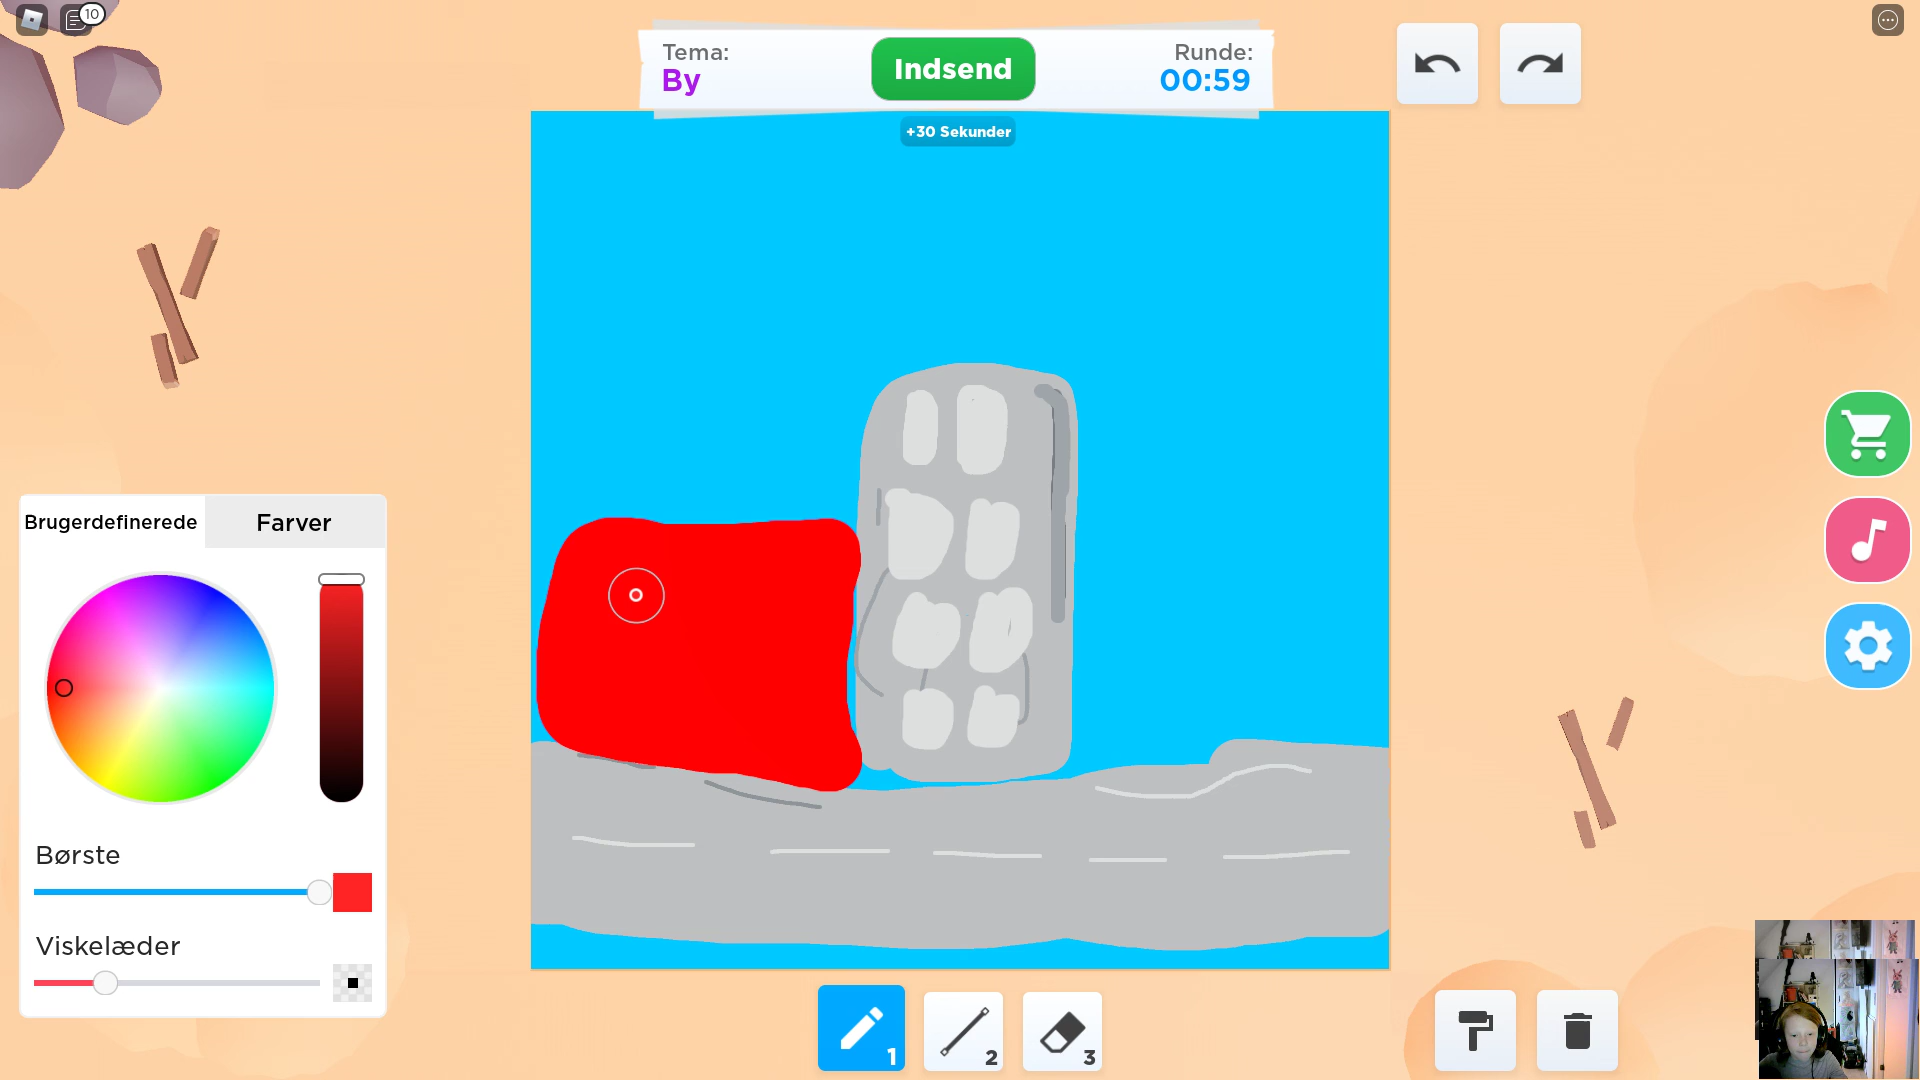 10
Tema:
By
Indsend
Runde:
00:59
+30 Sekunder
Brugerdefinerede
Farver
Børste
Viskelæder
1
2
3